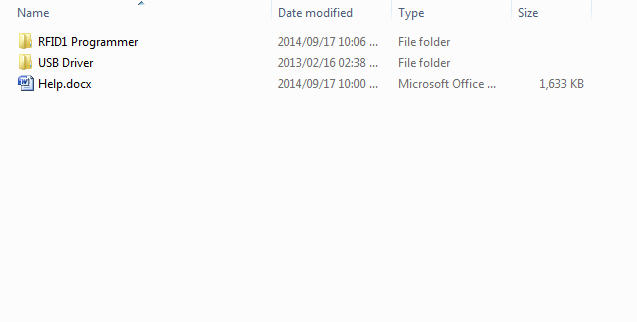 Name Date modified Type Size
RFID1 Programmer 2014/09/17 10:06 ... File folder
USB Driver 2013/02/16 02:38 ... File folder
Help.docx 2014/09/17 10:00 ... Microsoft Office ... 1,633 KB